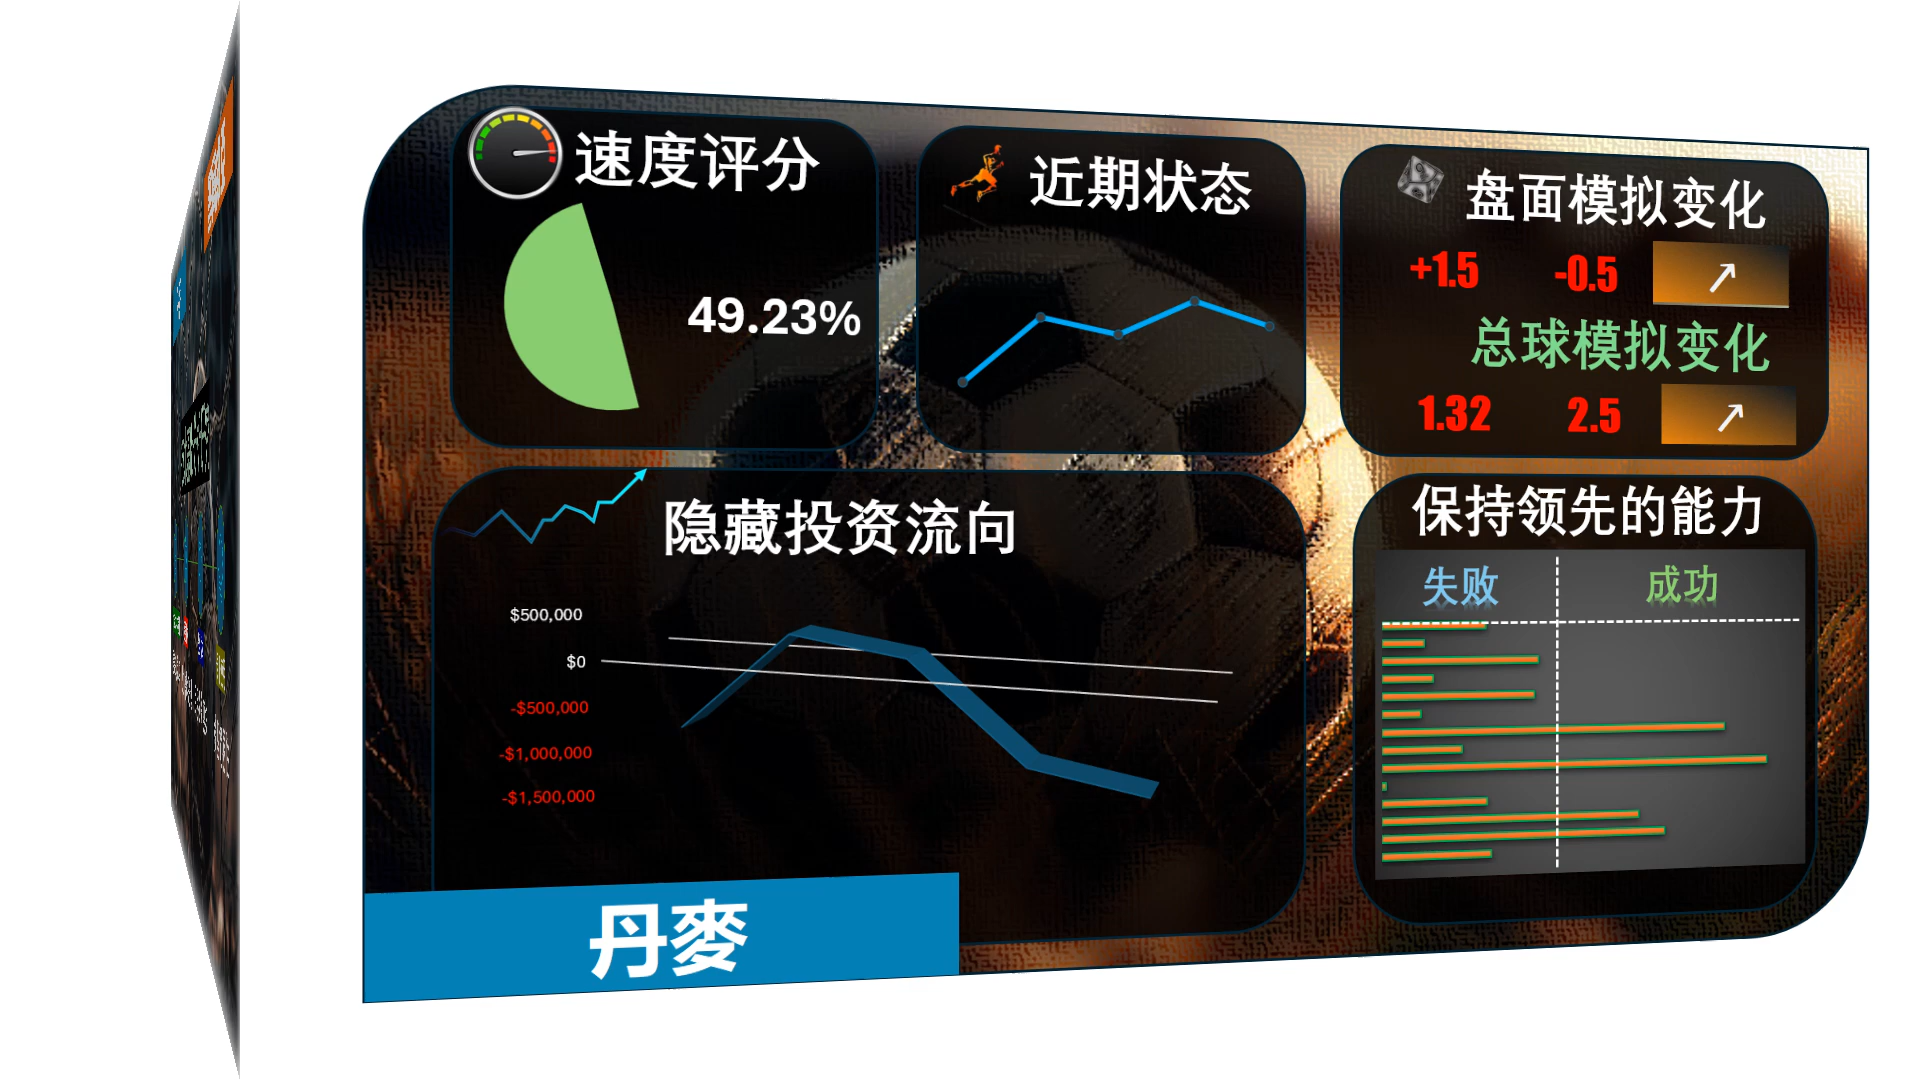 速度评分
49.23%
近期状态
盘面模拟变化
+1.5 -0.5 ↗
总球模拟变化
1.32 2.5 ↗
隐藏投资流向
$500,000
$0
-$500,000
-$1,000,000
-$1,500,000
保持领先的能力
失败 成功
丹麥